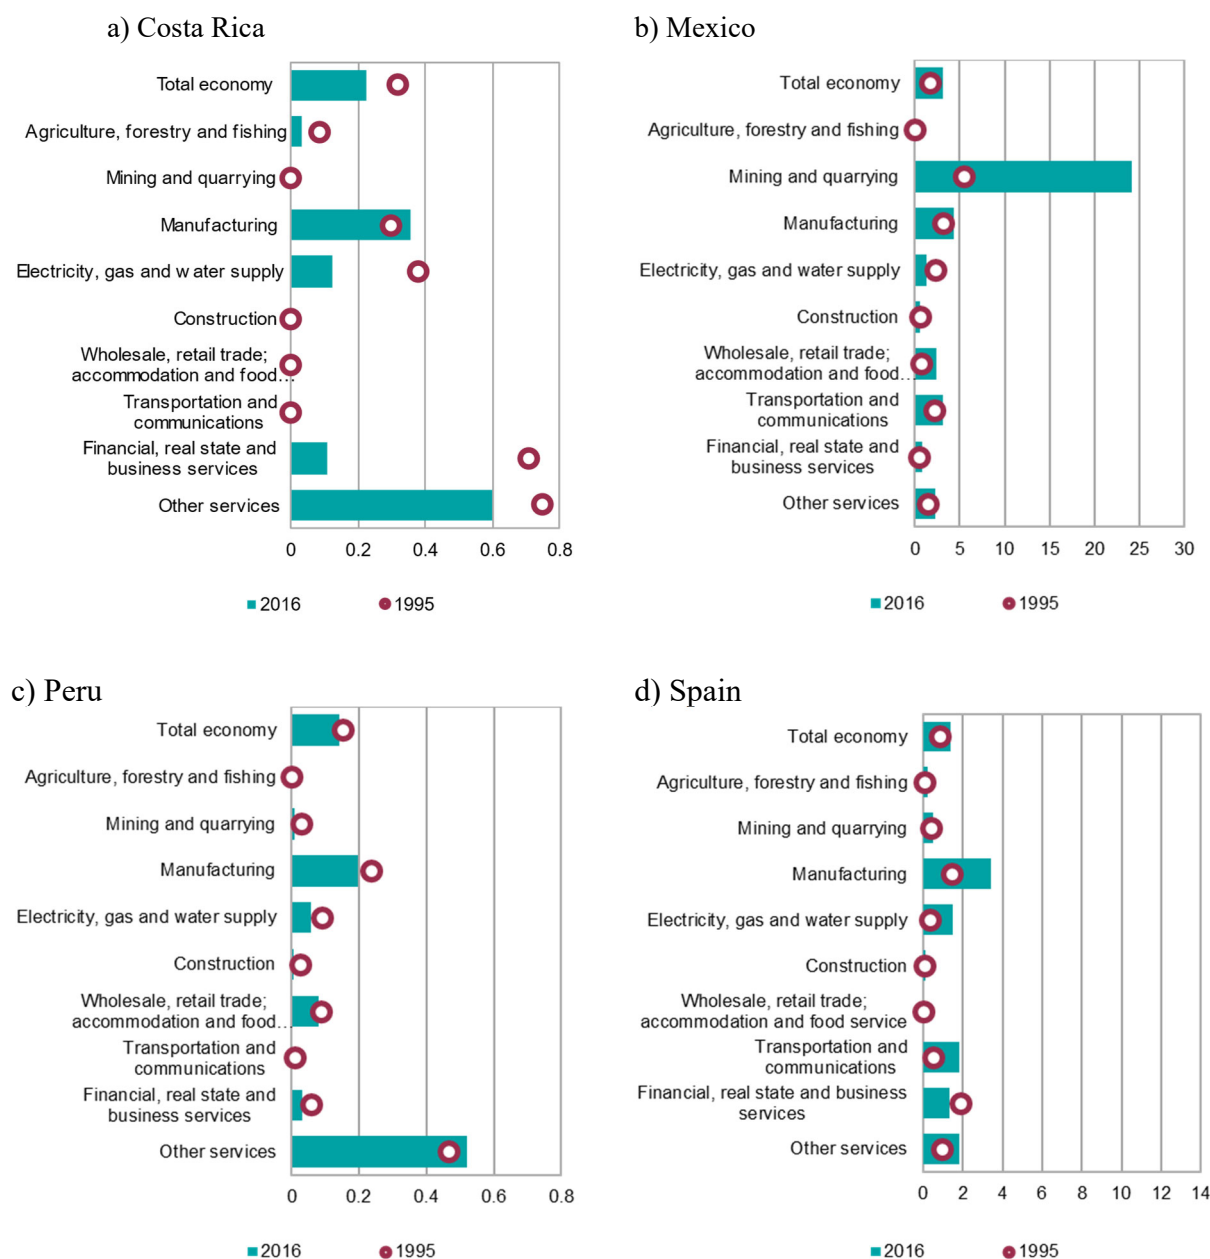 a) Costa Rica
Total economy
Agriculture, forestry and fishing
Mining and quarrying
Manufacturing
Electricity, gas and water supply
Construction
Wholesale, retail trade;
accommodation and food...
Transportation and
communications
Financial, real state and
business services
Other services
0 0.2 0.4 0.6 0.8
2016 1995
b) Mexico
Total economy
Agriculture, forestry and fishing
Mining and quarrying
Manufacturing
Electricity, gas and water supply
Construction
Wholesale, retail trade;
accommodation and food...
Transportation and
communications
Financial, real state and
business services
Other services
0 5 10 15 20 25 30
2016 1995
c) Peru
Total economy
Agriculture, forestry and fishing
Mining and quarrying
Manufacturing
Electricity, gas and water supply
Construction
Wholesale, retail trade;
accommodation and food...
Transportation and
communications
Financial, real state and
business services
Other services
0 0.2 0.4 0.6 0.8
2016 1995
d) Spain
Total economy
Agriculture, forestry and fishing
Mining and quarrying
Manufacturing
Electricity, gas and water supply
Construction
Wholesale, retail trade;
accommodation and food service
Transportation and
communications
Financial, real state and business
services
Other services
0 2 4 6 8 10 12 14
2016 1995